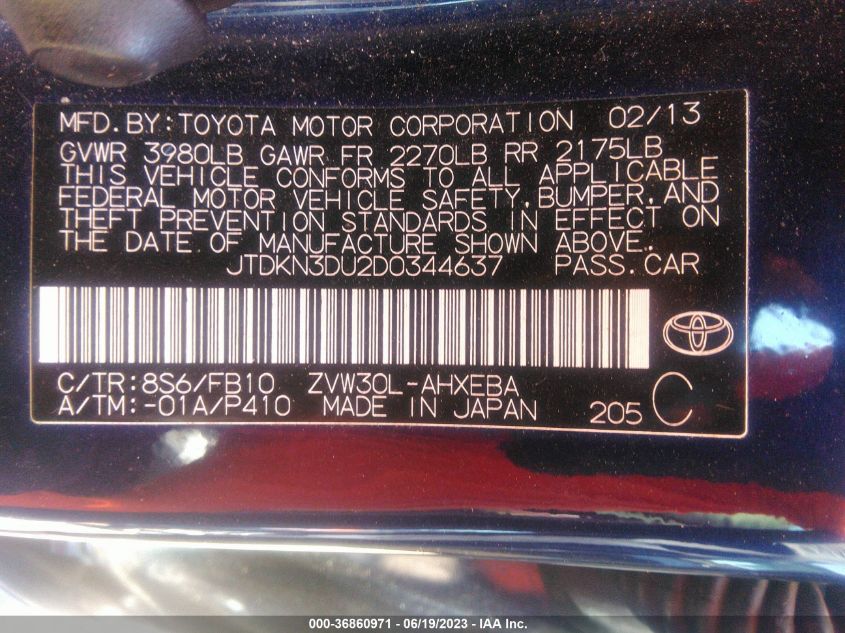 MFD.BY:TOYOTA MOTOR CORPORATION 02/13
GVWR 3980LB GAWR FR 2270LB RR 2175LB
THIS VEHICLE CONFORMS TO ALL APPLICABLE
FEDERAL MOTOR VEHICLE SAFETY,BUMPER,AND
THEFT PREVENTION STANDARDS IN EFFECT ON
THE DATE OF MANUFACTURE SHOWN ABOVE.
JTDKN3DU2D0344637 PASS.CAR
C/TR:8S6/FB10 ZVW30L-AHXEBA
A/TM:-01A/P410 MADE IN JAPAN 205 C
000-36860971 - 06/19/2023 - IAA Inc.